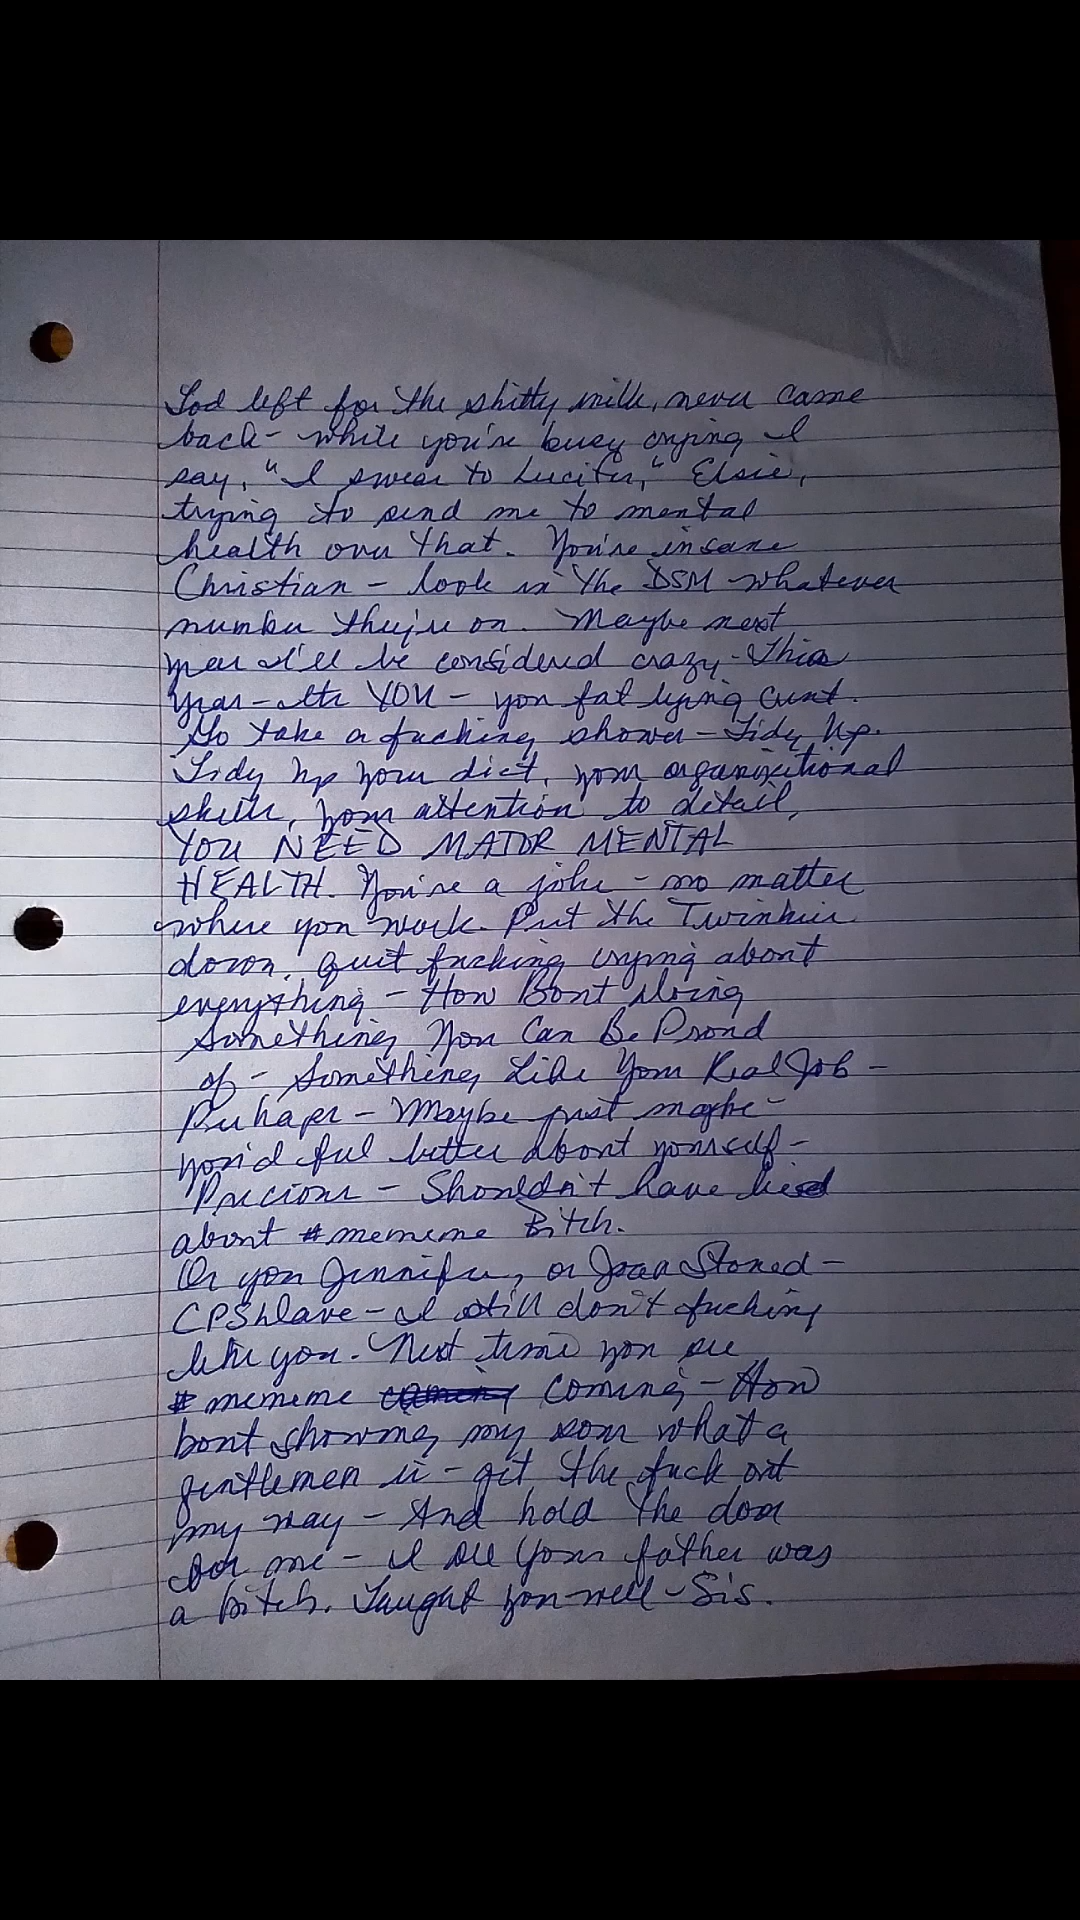 God left for the shitty milk, never came
back - while you're busy crying I
say, "I swear to Lucifer," Elsie,
trying to send me to mental
health over that. You're insane
Christian - look in the DSM whatever
number they're on. Maybe next
year I'll be considered crazy - This
Year - It's YOU - you fat lying cunt.
Go take a fucking shower - Tidy Up.
Tidy Up your diet, your organizational
skills, your attention to detail,
YOU NEED MAJOR MENTAL
HEALTH. You're a joke - no matter
where you work. Put the Twinkies
down, quit fucking crying about
everything - How Bout doing
Something You Can Be Proud
of - Something Like Your Real Job -
Perhaps - Maybe just maybe -
you'd feel better about yourself -
Precious - Shouldn't have lied
about #mememe Bitch.
Or you Jennifer, or Stoned -
CPSlave - I still don't fucking
like you. Next time you see
#mememe coming - How
bout showing my son what a
gentlemen is - get the fuck out
my way - And hold the door
for me - I see your father was
a bitch. Taught you well - Sis.